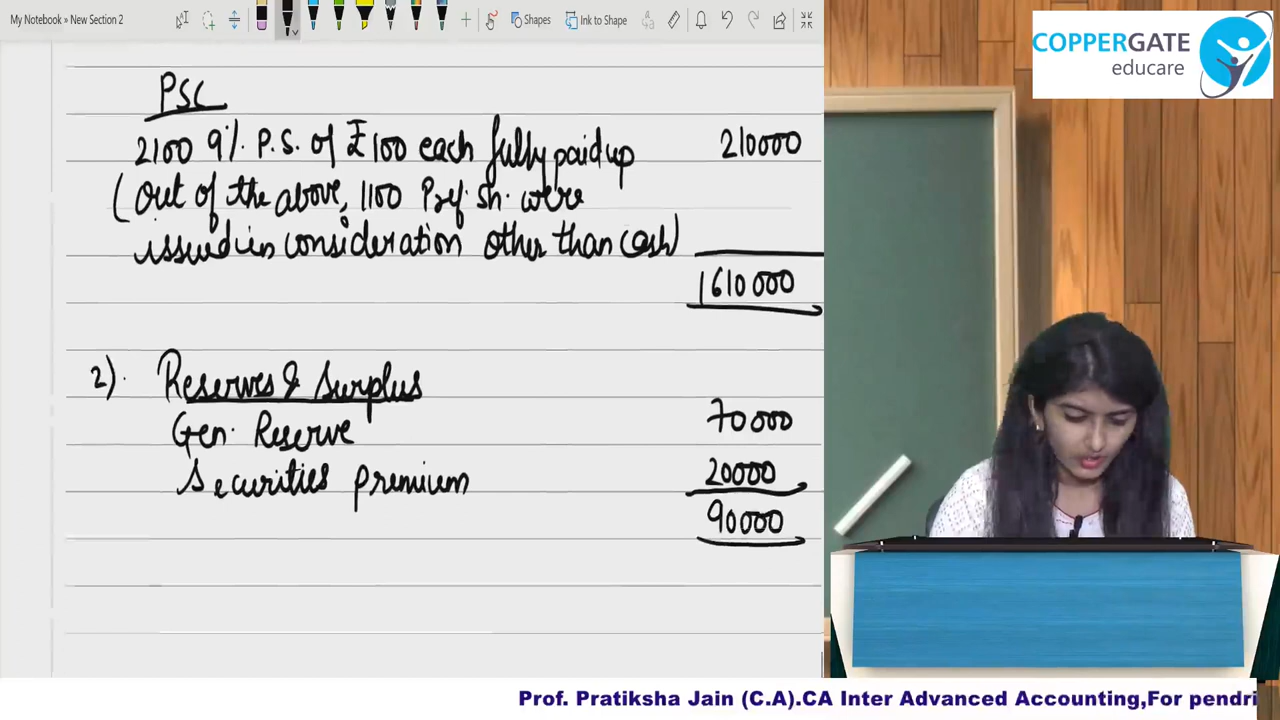 My Notebook » New Section 2
Shapes
Ink to Shape
COPPERGATE
educare
PSC
2100 9% P.S. of ₹100 each fully paid up 210000
(Out of the above, 1100 Pref. Sh. were
issued in consideration other than cash)
1610000
2). Reserves & Surplus
Gen. Reserve 70000
Securities premium 20000
90000
Prof. Pratiksha Jain (C.A).CA Inter Advanced Accounting,For pendri